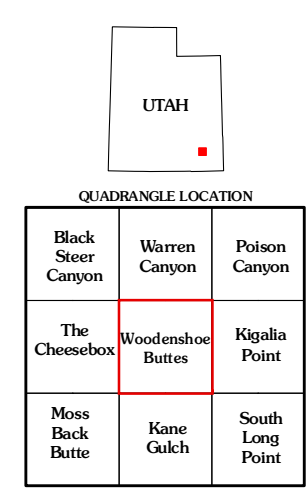 UTAH
QUADRANGLE LOCATION
Black
Steer
Canyon
Warren
Canyon
Poison
Canyon
The
Cheesebox
Woodenshoe
Buttes
Kigalia
Point
Moss
Back
Butte
Kane
Gulch
South
Long
Point